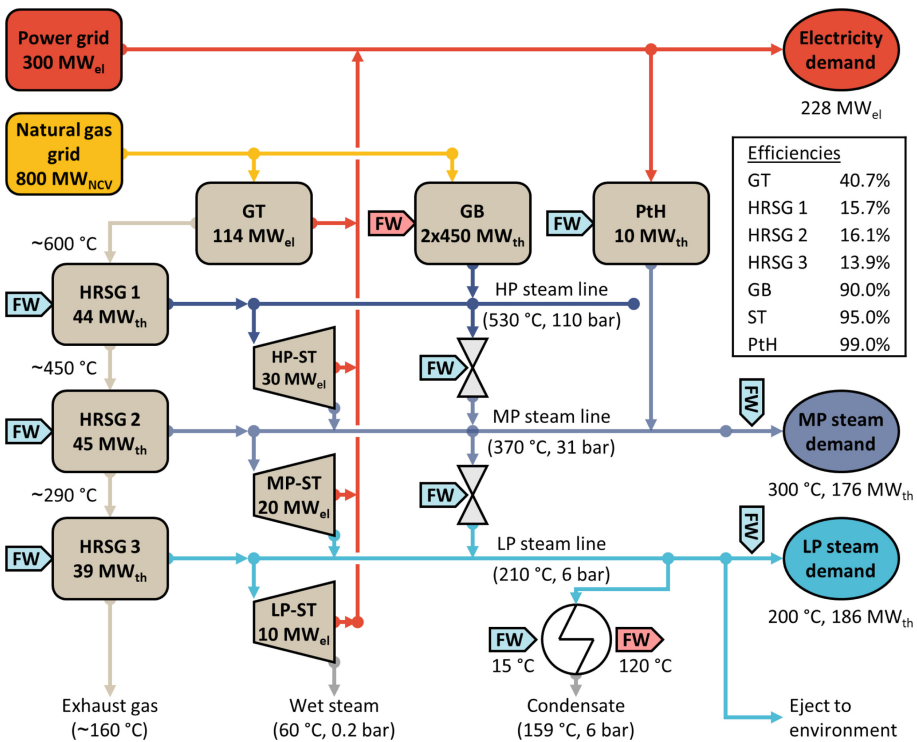 Power grid
300 MWel
Electricity
demand
228 MWel
Natural gas
grid
800 MWNCV
Efficiencies
GT 40.7%
HRSG 1 15.7%
HRSG 2 16.1%
HRSG 3 13.9%
GB 90.0%
ST 95.0%
PtH 99.0%
GT
114 MWel
FW
GB
2x450 MWth
FW
PtH
10 MWth
~600 °C
FW
HRSG 1
44 MWth
HP steam line
(530 °C, 110 bar)
HP-ST
30 MWel
FW
~450 °C
FW
HRSG 2
45 MWth
MP steam line
(370 °C, 31 bar)
FW
MP steam
demand
300 °C, 176 MWth
MP-ST
20 MWel
FW
~290 °C
FW
HRSG 3
39 MWth
LP steam line
(210 °C, 6 bar)
FW
LP steam
demand
200 °C, 186 MWth
LP-ST
10 MWel
FW
15 °C
FW
120 °C
Exhaust gas
(~160 °C)
Wet steam
(60 °C, 0.2 bar)
Condensate
(159 °C, 6 bar)
Eject to
environment